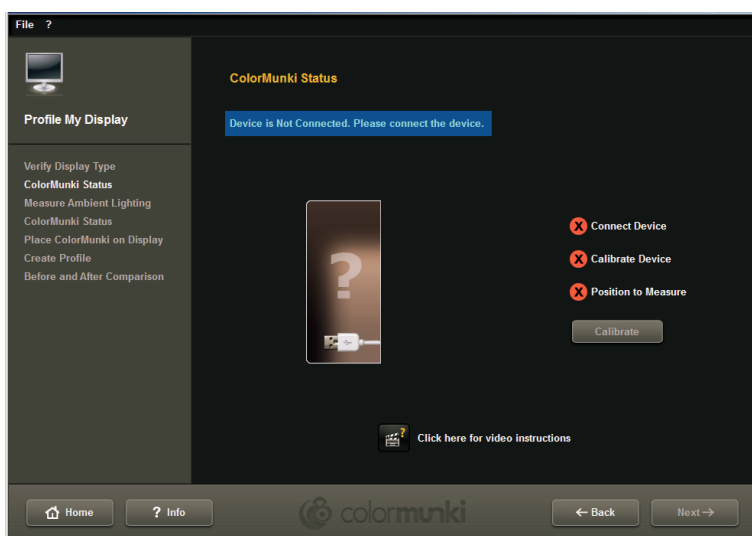 File ?
Profile My Display
Verify Display Type
ColorMunki Status
Measure Ambient Lighting
ColorMunki Status
Place ColorMunki on Display
Create Profile
Before and After Comparison
ColorMunki Status
Device is Not Connected. Please connect the device.
?
Connect Device
Calibrate Device
Position to Measure
Calibrate
?
Click here for video instructions
Home
? Info
colormunki
← Back
Next →